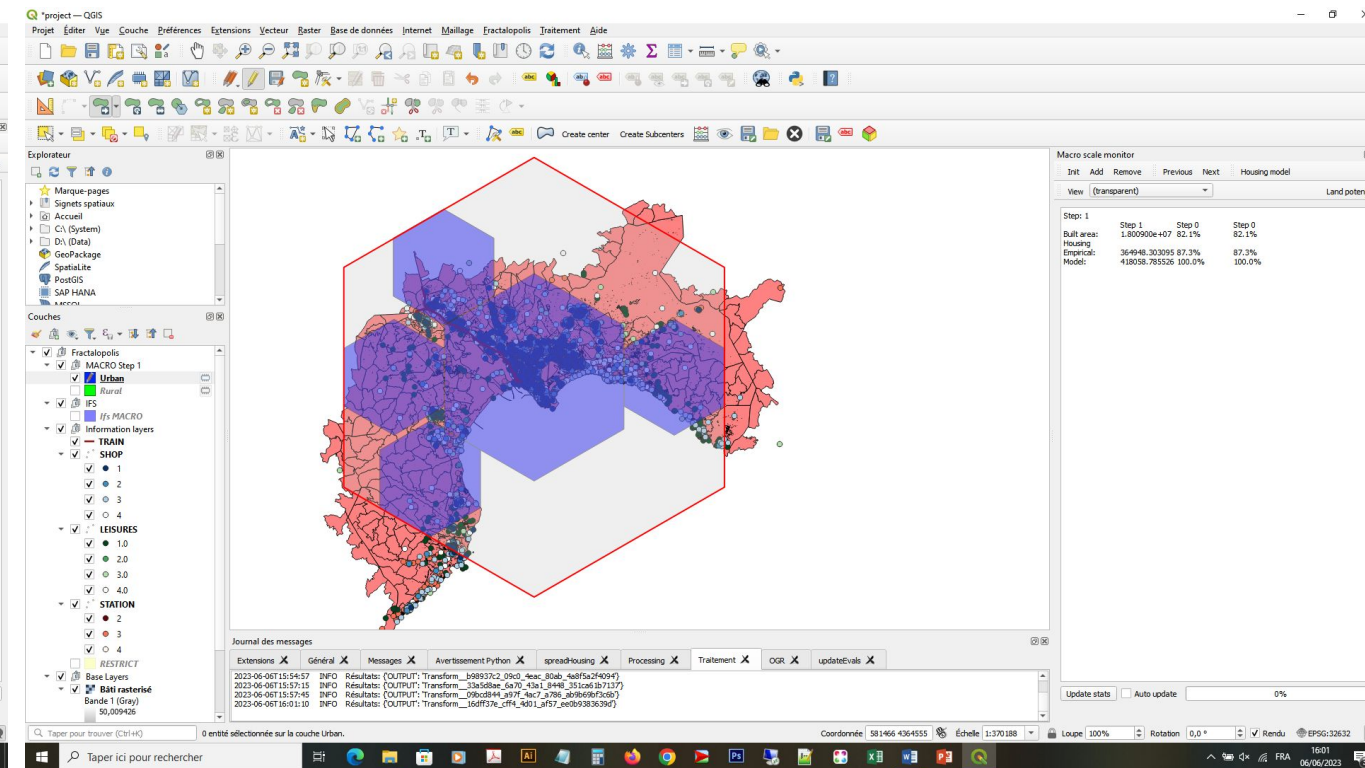 *project — QGIS
Projet Éditer Vue Couche Préférences Extensions Vecteur Raster Base de données Internet Maillage Fractalopolis Traitement Aide
Create center Create Subcenters
Explorateur
Marque-pages
Signets spatiaux
Accueil
C:\ (System)
D:\ (Data)
GeoPackage
SpatiaLite
PostGIS
SAP HANA
MSSQL
Couches
Fractalopolis
MACRO Step 1
Urban
Rural
IFS
Ifs MACRO
Information layers
TRAIN
SHOP
1
2
3
4
LEISURES
1.0
2.0
3.0
4.0
STATION
2
3
4
RESTRICT
Base Layers
Bâti rasterisé
Bande 1 (Gray)
50,009426
Macro scale monitor
Init Add Remove Previous Next Housing model
View (transparent) Land poten
Step: 1
Step 1 Step 0 Step 0
Built area: 1.800900e+07 82.1% 82.1%
Housing
Empirical: 364948.303095 87.3% 87.3%
Model: 418058.785526 100.0% 100.0%
Journal des messages
Extensions Général Messages Avertissement Python spreadHousing Processing Traitement OGR updateEvals
2023-06-06T15:54:57 INFO Résultats: {'OUTPUT': 'Transform__b98937c2_09c0_4eac_80ab_4a8f5a2f4094'}
2023-06-06T15:57:15 INFO Résultats: {'OUTPUT': 'Transform__33a5d8ae_6a70_43a1_8448_351ca61b7137'}
2023-06-06T15:57:45 INFO Résultats: {'OUTPUT': 'Transform__09bcd844_a97f_4ac7_a786_ab9b69bf3c6b'}
2023-06-06T16:01:10 INFO Résultats: {'OUTPUT': 'Transform__16dff37e_cff4_4d01_af57_ee0b9383639d'}
Update stats Auto update 0%
Taper pour trouver (Ctrl+K) 0 entité sélectionnée sur la couche Urban. Coordonnée 581466 4364555 Échelle 1:370188 Loupe 100% Rotation 0,0 ° Rendu EPSG:32632
Taper ici pour rechercher
FRA
16:01
06/06/2023